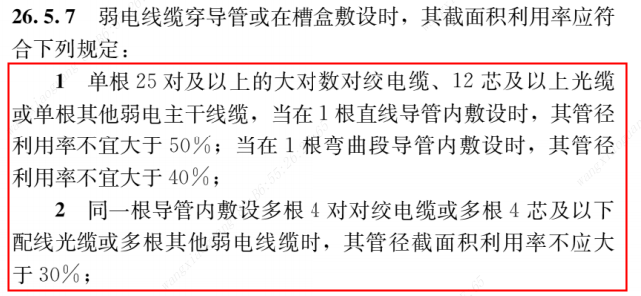 26.5.7 弱电线缆穿导管或在槽盒敷设时，其截面积利用率应符
合下列规定：
1 单根25对及以上的大对数对绞电缆、12芯及以上光缆
或单根其他弱电主干线缆，当在1根直线导管内敷设时，其管径
利用率不宜大于50%；当在1根弯曲段导管内敷设时，其管径
利用率不宜大于40%；
2 同一根导管内敷设多根4对对绞电缆或多根4芯及以下
配线光缆或多根其他弱电线缆时，其管径截面积利用率不应大
于30%；